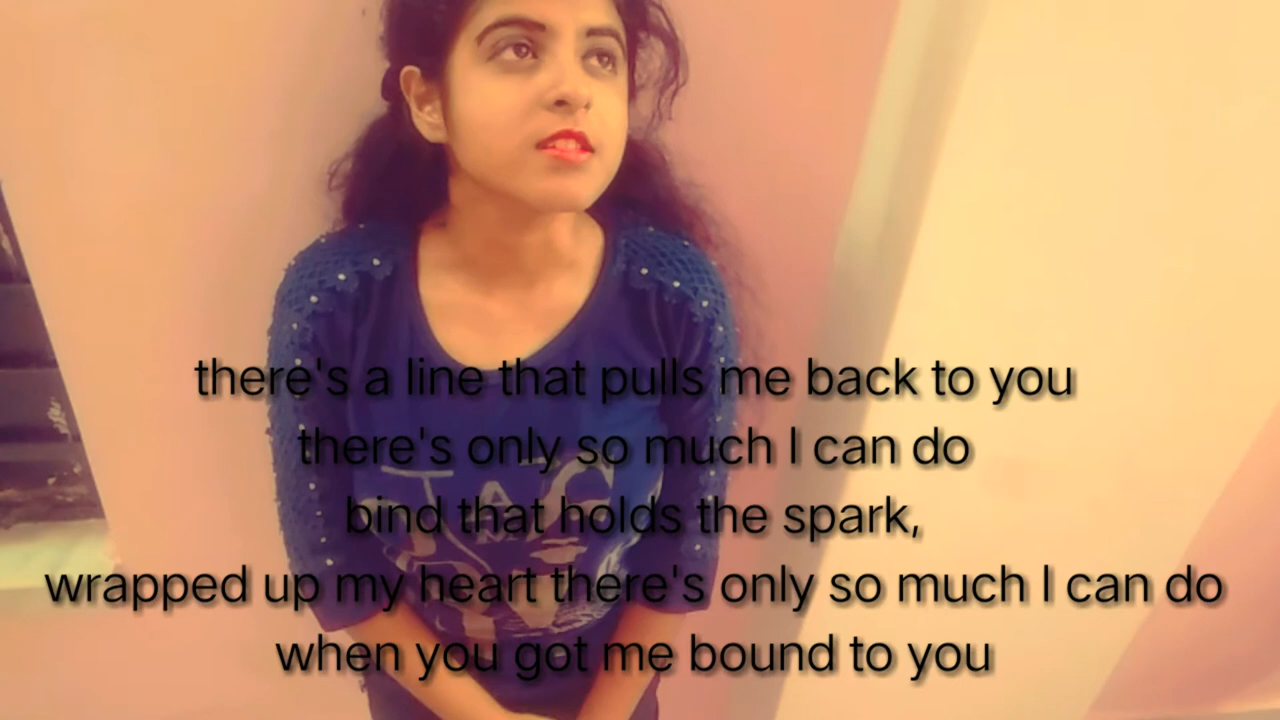 there's a line that pulls me back to you
there's only so much I can do
bind that holds the spark,
wrapped up my heart there's only so much I can do
when you got me bound to you